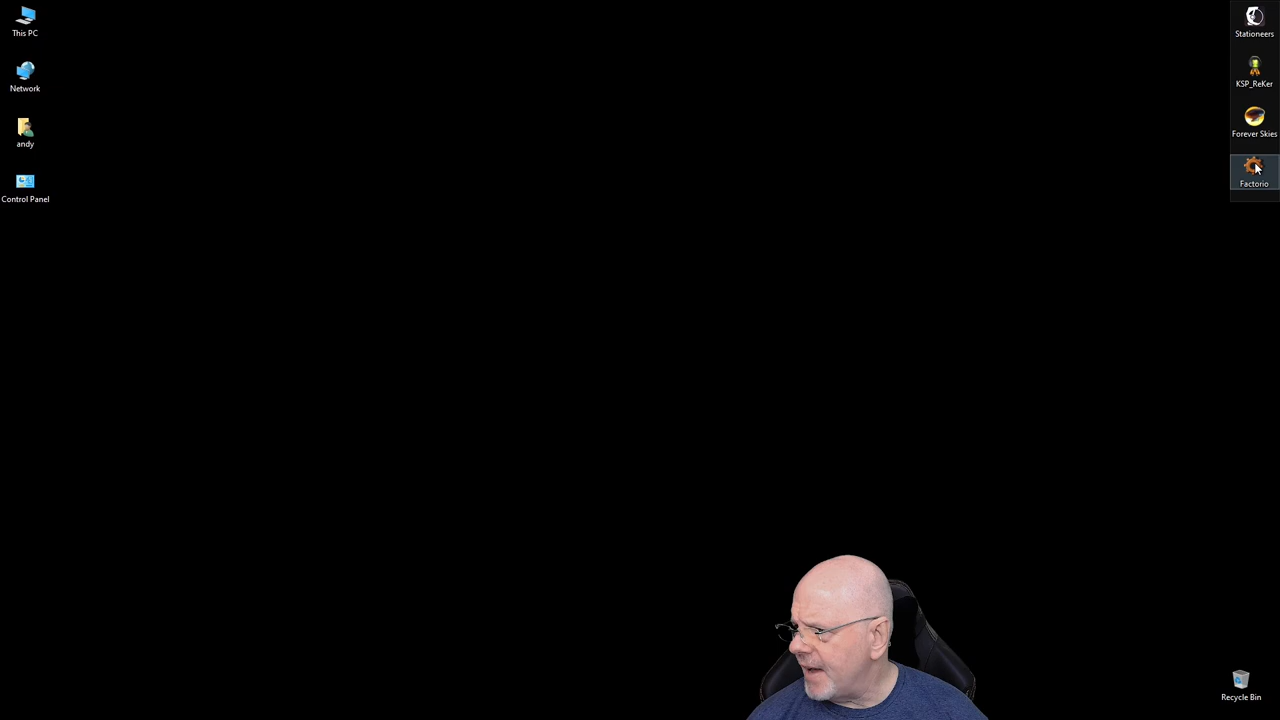 This PC
Network
andy
Control Panel
Stationeers
KSP_ReKer
Forever Skies
Factorio
Recycle Bin